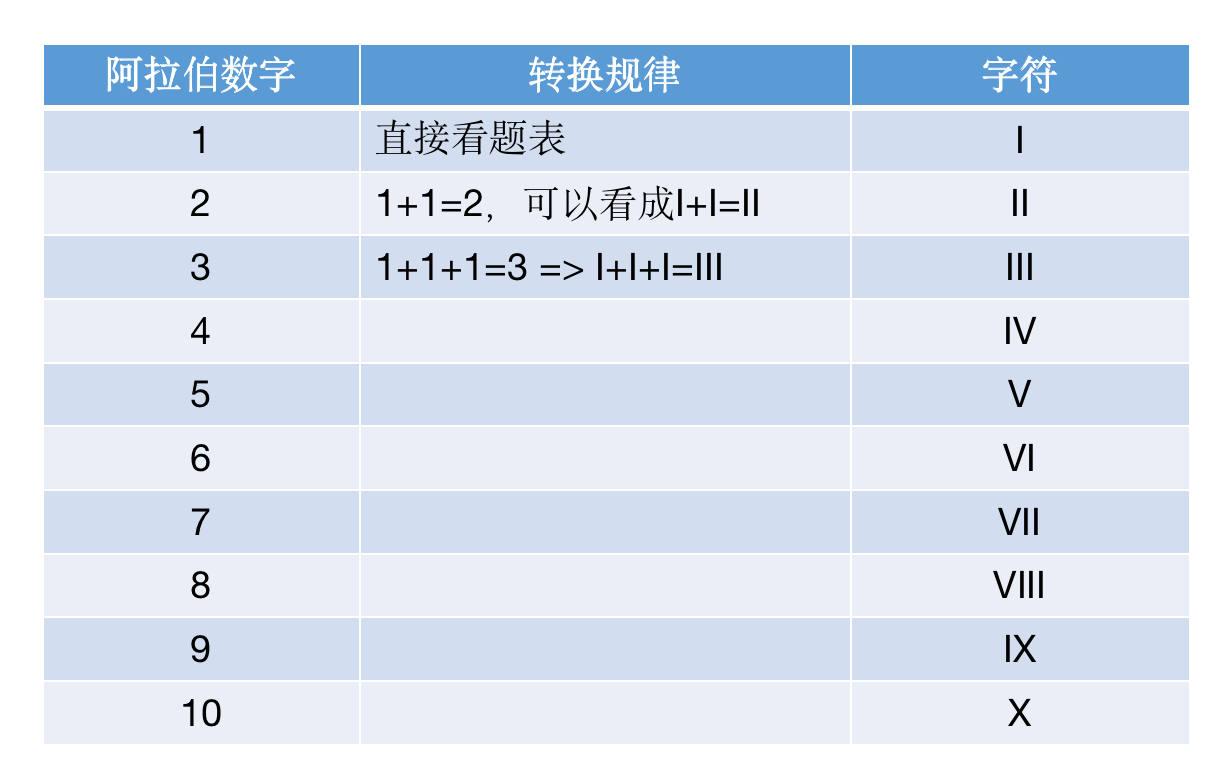 阿拉伯数字 转换规律 字符
1 直接看题表 I
2 1+1=2，可以看成I+I=II II
3 1+1+1=3 => I+I+I=III III
4 IV
5 V
6 VI
7 VII
8 VIII
9 IX
10 X